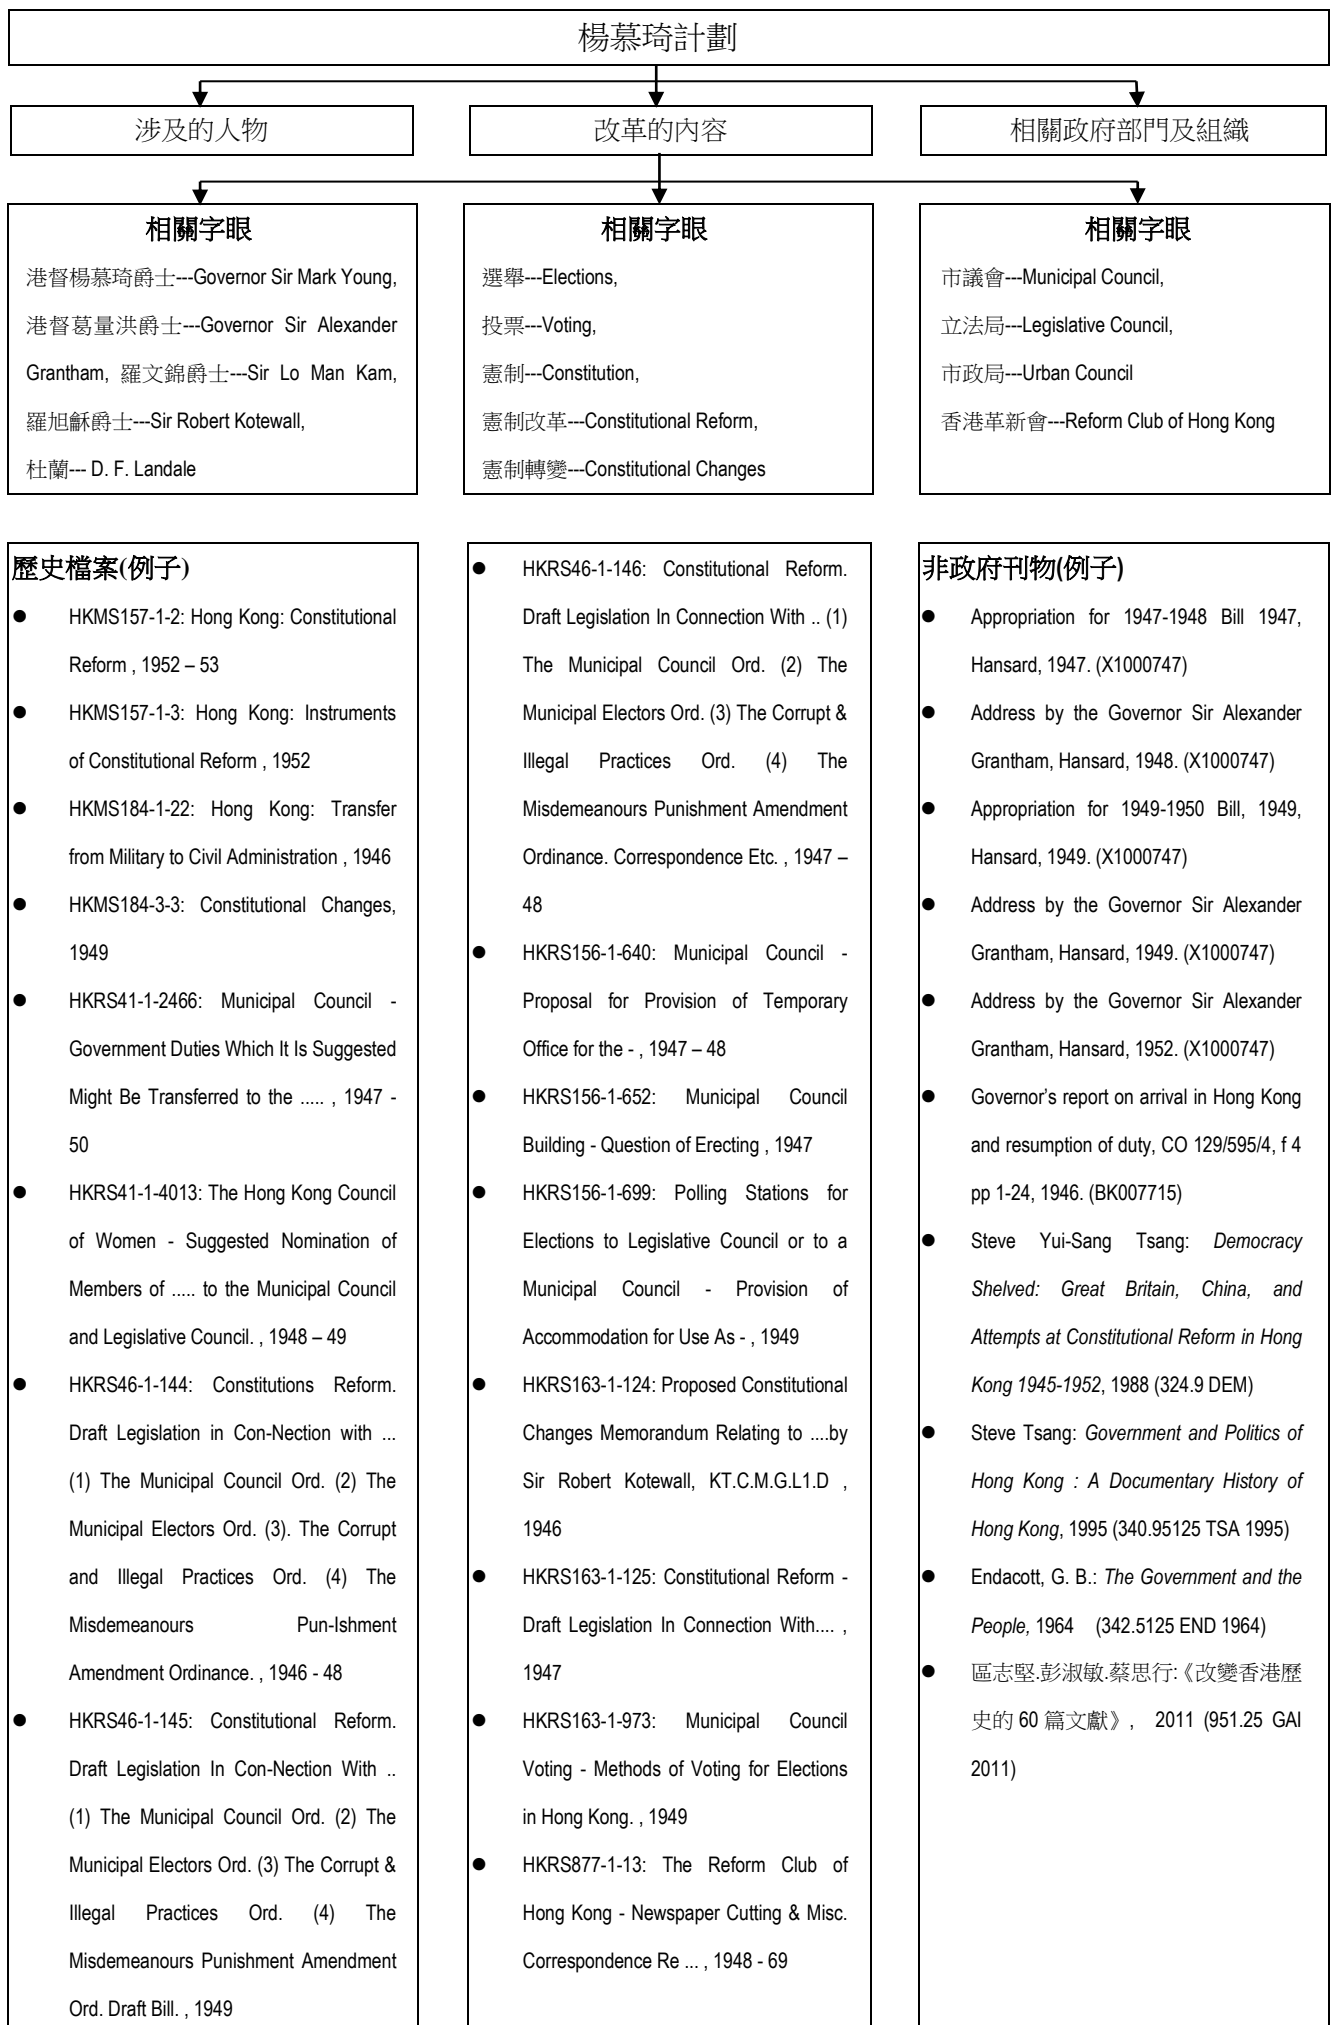 楊慕琦計劃
涉及的人物
改革的內容
相關政府部門及組織
相關字眼
港督楊慕琦爵士---Governor Sir Mark Young,
港督葛量洪爵士---Governor Sir Alexander
Grantham, 羅文錦爵士---Sir Lo Man Kam,
羅旭龢爵士---Sir Robert Kotewall,
杜蘭--- D. F. Landale
相關字眼
選舉---Elections,
投票---Voting,
憲制---Constitution,
憲制改革---Constitutional Reform,
憲制轉變---Constitutional Changes
相關字眼
市議會---Municipal Council,
立法局---Legislative Council,
市政局---Urban Council
香港革新會---Reform Club of Hong Kong
歷史檔案(例子)
● HKMS157-1-2: Hong Kong: Constitutional
Reform , 1952 – 53
● HKMS157-1-3: Hong Kong: Instruments
of Constitutional Reform , 1952
● HKMS184-1-22: Hong Kong: Transfer
from Military to Civil Administration , 1946
● HKMS184-3-3: Constitutional Changes,
1949
● HKRS41-1-2466: Municipal Council -
Government Duties Which It Is Suggested
Might Be Transferred to the ..... , 1947 -
50
● HKRS41-1-4013: The Hong Kong Council
of Women - Suggested Nomination of
Members of ..... to the Municipal Council
and Legislative Council. , 1948 – 49
● HKRS46-1-144: Constitutions Reform.
Draft Legislation in Con-Nection with ...
(1) The Municipal Council Ord. (2) The
Municipal Electors Ord. (3). The Corrupt
and Illegal Practices Ord. (4) The
Misdemeanours Pun-Ishment
Amendment Ordinance. , 1946 - 48
● HKRS46-1-145: Constitutional Reform.
Draft Legislation In Con-Nection With ..
(1) The Municipal Council Ord. (2) The
Municipal Electors Ord. (3) The Corrupt &
Illegal Practices Ord. (4) The
Misdemeanours Punishment Amendment
Ord. Draft Bill. , 1949
● HKRS46-1-146: Constitutional Reform.
Draft Legislation In Connection With .. (1)
The Municipal Council Ord. (2) The
Municipal Electors Ord. (3) The Corrupt &
Illegal Practices Ord. (4) The
Misdemeanours Punishment Amendment
Ordinance. Correspondence Etc. , 1947 –
48
● HKRS156-1-640: Municipal Council -
Proposal for Provision of Temporary
Office for the - , 1947 – 48
● HKRS156-1-652: Municipal Council
Building - Question of Erecting , 1947
● HKRS156-1-699: Polling Stations for
Elections to Legislative Council or to a
Municipal Council - Provision of
Accommodation for Use As - , 1949
● HKRS163-1-124: Proposed Constitutional
Changes Memorandum Relating to ....by
Sir Robert Kotewall, KT.C.M.G.L1.D ,
1946
● HKRS163-1-125: Constitutional Reform -
Draft Legislation In Connection With.... ,
1947
● HKRS163-1-973: Municipal Council
Voting - Methods of Voting for Elections
in Hong Kong. , 1949
● HKRS877-1-13: The Reform Club of
Hong Kong - Newspaper Cutting & Misc.
Correspondence Re ... , 1948 - 69
非政府刊物(例子)
● Appropriation for 1947-1948 Bill 1947,
Hansard, 1947. (X1000747)
● Address by the Governor Sir Alexander
Grantham, Hansard, 1948. (X1000747)
● Appropriation for 1949-1950 Bill, 1949,
Hansard, 1949. (X1000747)
● Address by the Governor Sir Alexander
Grantham, Hansard, 1949. (X1000747)
● Address by the Governor Sir Alexander
Grantham, Hansard, 1952. (X1000747)
● Governor’s report on arrival in Hong Kong
and resumption of duty, CO 129/595/4, f 4
pp 1-24, 1946. (BK007715)
● Steve Yui-Sang Tsang: Democracy
Shelved: Great Britain, China, and
Attempts at Constitutional Reform in Hong
Kong 1945-1952, 1988 (324.9 DEM)
● Steve Tsang: Government and Politics of
Hong Kong : A Documentary History of
Hong Kong, 1995 (340.95125 TSA 1995)
● Endacott, G. B.: The Government and the
People, 1964 (342.5125 END 1964)
● 區志堅.彭淑敏.蔡思行:《改變香港歷
史的 60 篇文獻》, 2011 (951.25 GAI
2011)